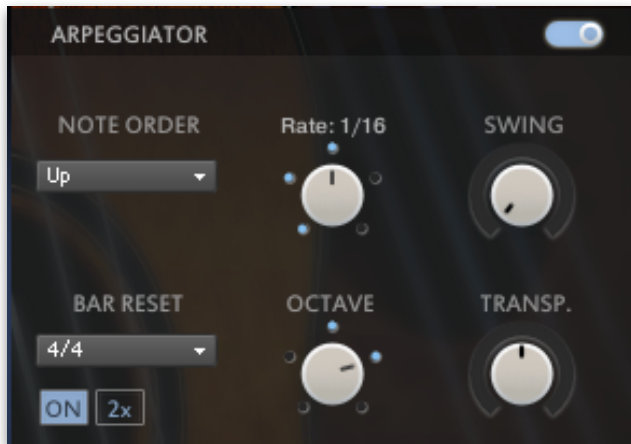 ARPEGGIATOR
NOTE ORDER
Rate: 1/16
SWING
Up
BAR RESET
OCTAVE
TRANSP.
4/4
ON
2x